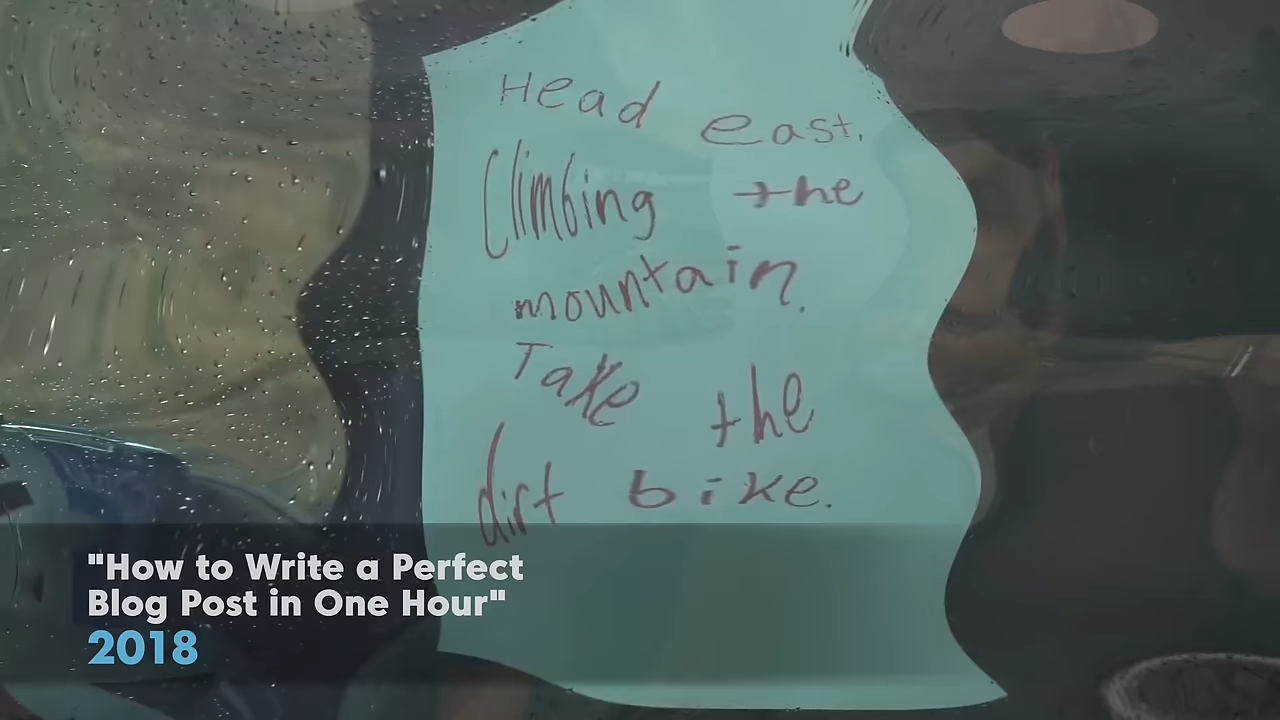 Head east.
Climbing the
mountain.
Take the
dirt bike.
"How to Write a Perfect
Blog Post in One Hour"
2018